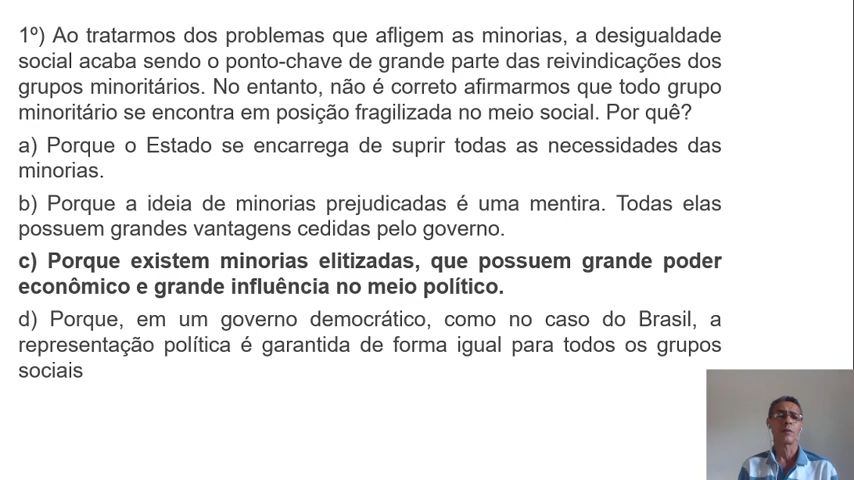 1º) Ao tratarmos dos problemas que afligem as minorias, a desigualdade
social acaba sendo o ponto-chave de grande parte das reivindicações dos
grupos minoritários. No entanto, não é correto afirmarmos que todo grupo
minoritário se encontra em posição fragilizada no meio social. Por quê?
a) Porque o Estado se encarrega de suprir todas as necessidades das
minorias.
b) Porque a ideia de minorias prejudicadas é uma mentira. Todas elas
possuem grandes vantagens cedidas pelo governo.
c) Porque existem minorias elitizadas, que possuem grande poder
econômico e grande influência no meio político.
d) Porque, em um governo democrático, como no caso do Brasil, a
representação política é garantida de forma igual para todos os grupos
sociais